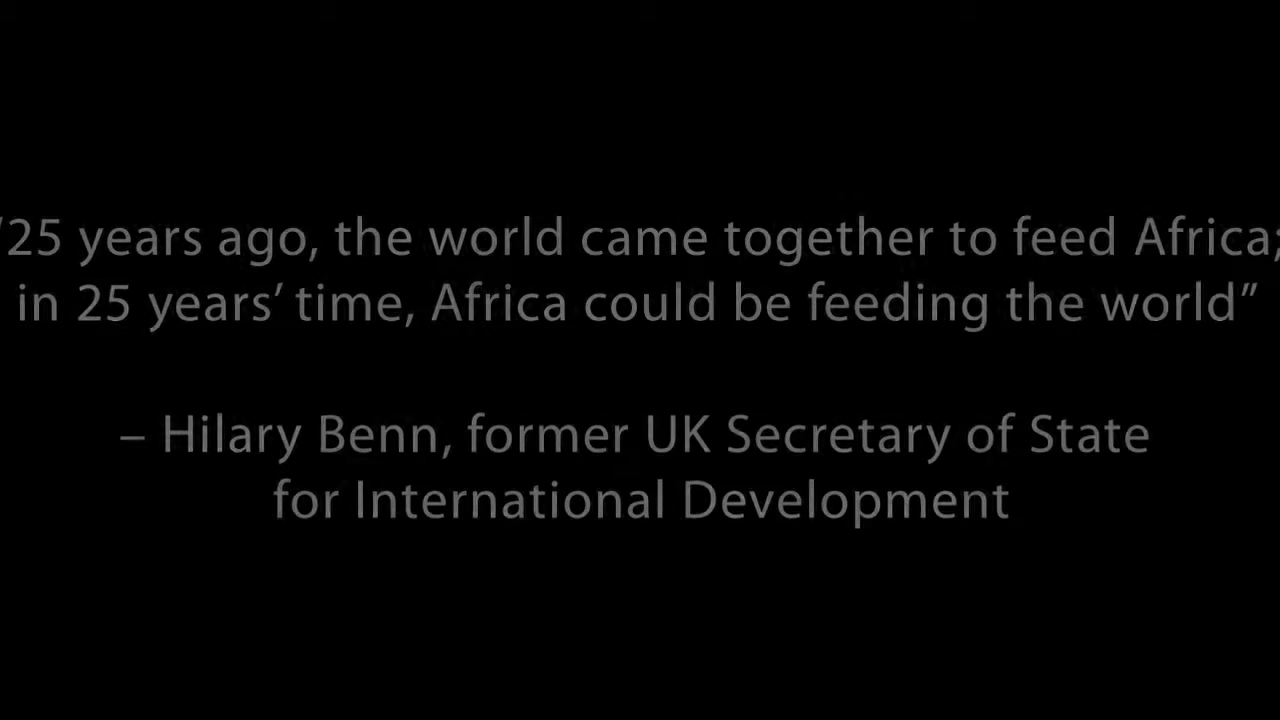 “25 years ago, the world came together to feed Africa;
in 25 years’ time, Africa could be feeding the world”
– Hilary Benn, former UK Secretary of State
for International Development